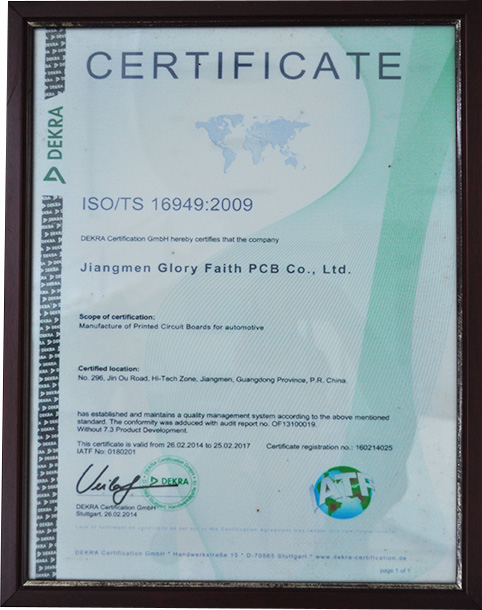 CERTIFICATE
DEKRA
ISO/TS 16949:2009
DEKRA Certification GmbH hereby certifies that the company
Jiangmen Glory Faith PCB Co., Ltd.
Scope of certification:
Manufacture of Printed Circuit Boards for automotive
Certified location:
No. 296, Jin Ou Road, Hi-Tech Zone, Jiangmen, Guangdong Province, P.R. China
has established and maintains a quality management system according to the above mentioned
standard. The conformity was adduced with audit report no. OF13100019.
Without 7.3 Product Development.
This certificate is valid from 26.02.2014 to 25.02.2017 Certificate registration no.: 160214025
IATF No: 0160201
DEKRA
IATF
DEKRA Certification GmbH
Stuttgart, 26.02.2014
DEKRA Certification GmbH * Handwerkstraße 15 * D-70565 Stuttgart * www.dekra-certification.de
page 1 of 1